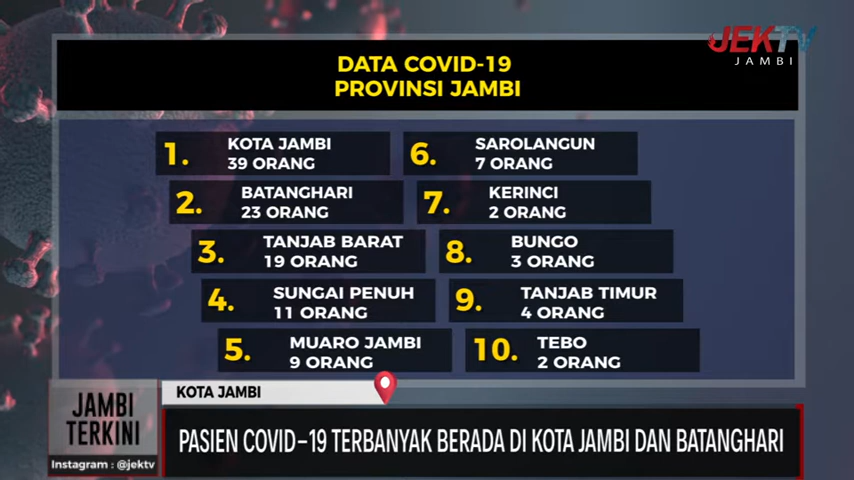 JEKTV
JAMBI
DATA COVID-19
PROVINSI JAMBI
1. KOTA JAMBI
39 ORANG
2. BATANGHARI
23 ORANG
3. TANJAB BARAT
19 ORANG
4. SUNGAI PENUH
11 ORANG
5. MUARO JAMBI
9 ORANG
6. SAROLANGUN
7 ORANG
7. KERINCI
2 ORANG
8. BUNGO
3 ORANG
9. TANJAB TIMUR
4 ORANG
10. TEBO
2 ORANG
KOTA JAMBI
JAMBI
TERKINI
Instagram : @jektv
PASIEN COVID-19 TERBANYAK BERADA DI KOTA JAMBI DAN BATANGHARI